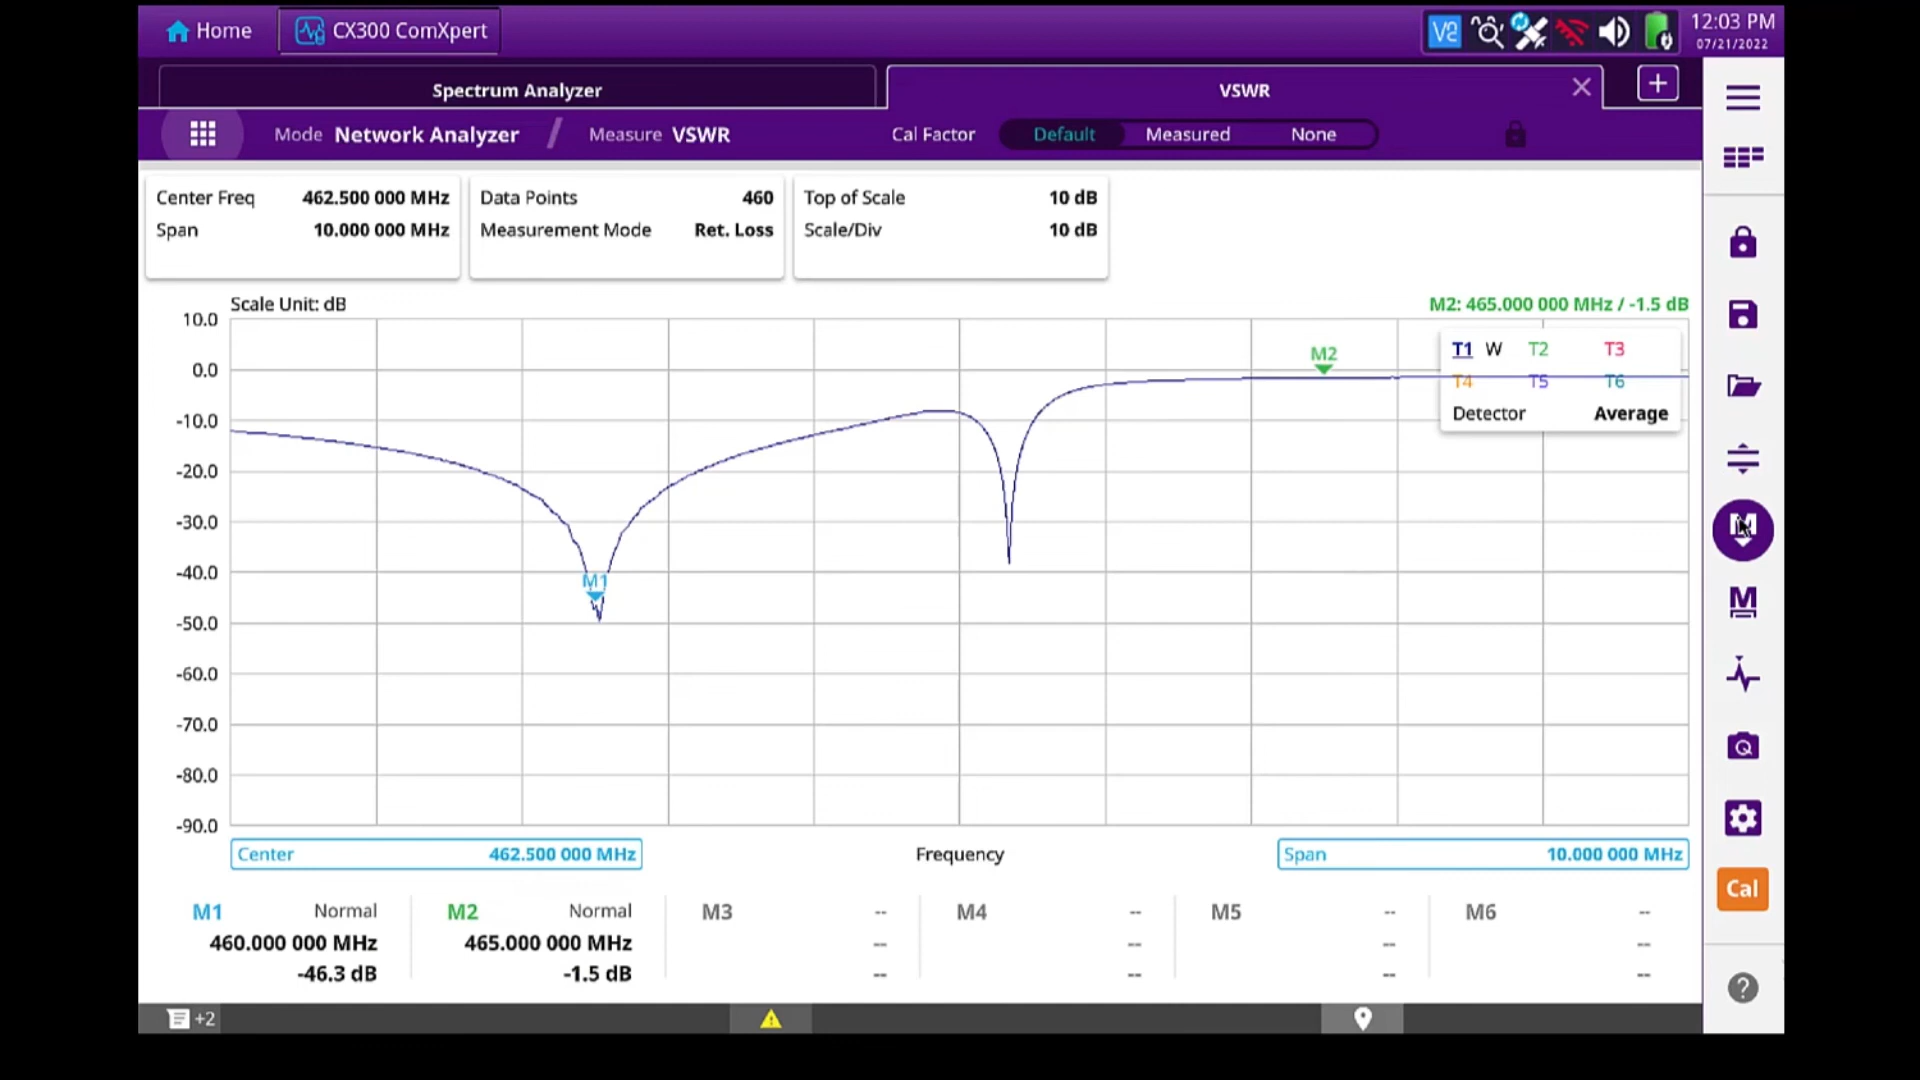 Home
CX300 ComXpert
12:03 PM
07/21/2022
Spectrum Analyzer
VSWR
Mode Network Analyzer / Measure VSWR
Cal Factor Default Measured None
Center Freq 462.500 000 MHz
Span 10.000 000 MHz
Data Points 460
Measurement Mode Ret. Loss
Top of Scale 10 dB
Scale/Div 10 dB
Scale Unit: dB
M2: 465.000 000 MHz / -1.5 dB
10.0
0.0
-10.0
-20.0
-30.0
-40.0
-50.0
-60.0
-70.0
-80.0
-90.0
M1
M2
T1 W T2 T3
T4 T5 T6
Detector Average
Center 462.500 000 MHz
Frequency
Span 10.000 000 MHz
M1 Normal
460.000 000 MHz
-46.3 dB
M2 Normal
465.000 000 MHz
-1.5 dB
M3 --
--
--
M4 --
--
--
M5 --
--
--
M6 --
--
--
M
M
Cal
?
+2